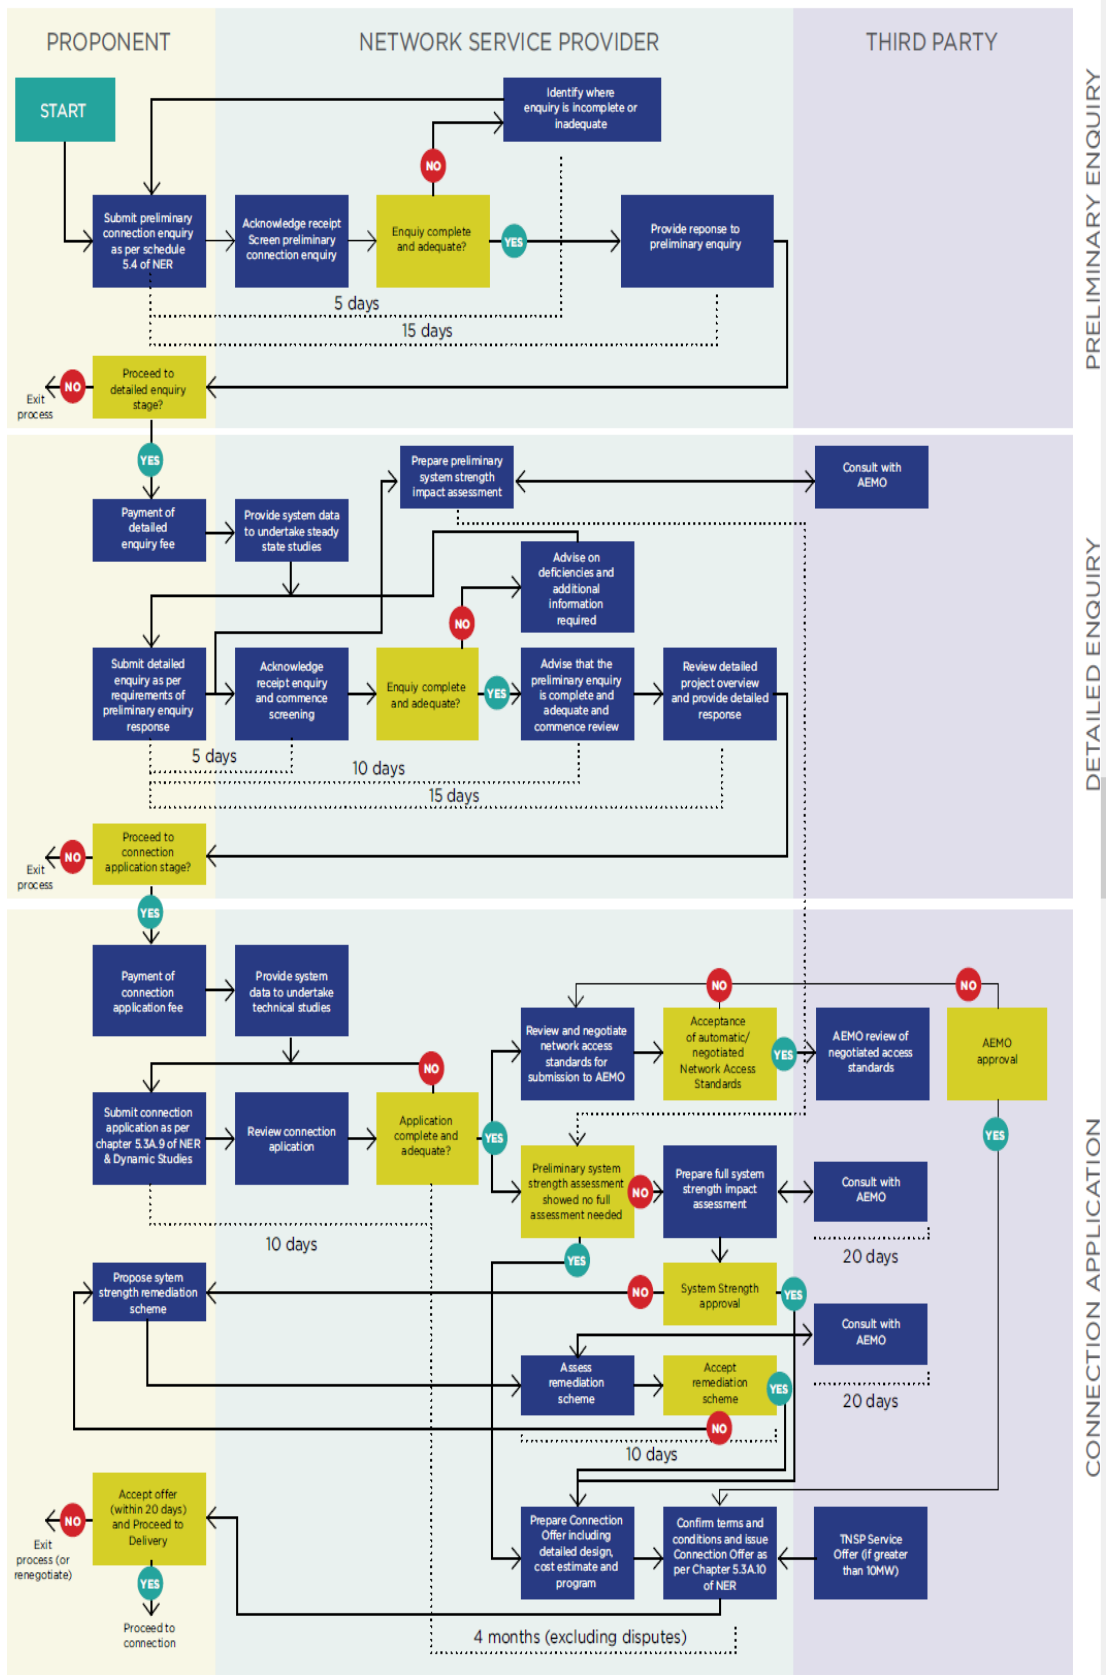 PROPONENT
NETWORK SERVICE PROVIDER
THIRD PARTY
PRELIMINARY ENQUIRY
START
Identify where
enquiry is incomplete or
inadequate
NO
Submit preliminary
connection enquiry
as per schedule
5.4 of NER
Acknowledge receipt
Screen preliminary
connection enquiry
Enquiy complete
and adequate?
YES
Provide reponse to
preliminary enquiry
5 days
15 days
Proceed to
detailed enquiry
stage?
NO
Exit
process
YES
DETAILED ENQUIRY
Prepare preliminary
system strength
impact assessment
Consult with
AEMO
Payment of
detailed
enquiry fee
Provide system data
to undertake steady
state studies
Advise on
deficiencies and
additional
information
required
NO
Submit detailed
enquiry as per
requirements of
preliminary enquiry
response
Acknowledge
receipt enquiry
and commence
screening
Enquiy complete
and adequate?
YES
Advise that the
preliminary enquiry
is complete and
adequate and
commence review
Review detailed
project overview
and provide detailed
response
5 days
10 days
15 days
Proceed to
connection
application stage?
NO
Exit
process
YES
CONNECTION APPLICATION
Payment of
connection
application fee
Provide system
data to undertake
technical studies
NO
NO
Review and negotiate
network access
standards for
submission to AEMO
Acceptance
of automatic/
negotiated
Network Access
Standards
YES
AEMO review of
negotiated access
standards
AEMO
approval
NO
YES
Submit connection
application as per
chapter 5.3A.9 of NER
& Dynamic Studies
Review connection
aplication
Application
complete and
adequate?
YES
Preliminary system
strength assessment
showed no full
assessment needed
NO
Prepare full system
strength impact
assessment
Consult with
AEMO
10 days
YES
20 days
Propose sytem
strength remediation
scheme
NO
System Strength
approval
YES
Consult with
AEMO
Assess
remediation
scheme
Accept
remediation
scheme
YES
20 days
NO
10 days
Accept offer
(within 20 days)
and Proceed to
Delivery
NO
Exit
process (or
renegotiate)
YES
Proceed to
connection
Prepare Connection
Offer including
detailed design,
cost estimate and
program
Confirm terms and
conditions and issue
Connection Offer as
per Chapter 5.3A.10
of NER
TNSP Service
Offer (if greater
than 10MW)
4 months (excluding disputes)